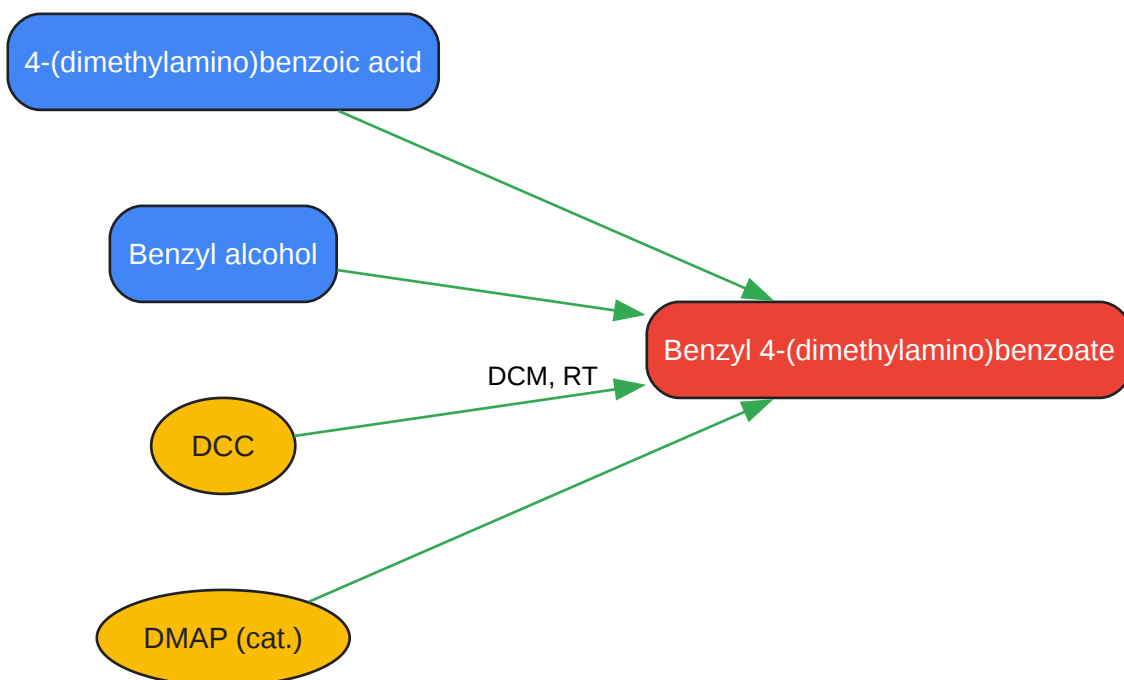 4-(dimethylamino)benzoic acid
Benzyl alcohol
Benzyl 4-(dimethylamino)benzoate
DCM, RT
DCC
DMAP (cat.)